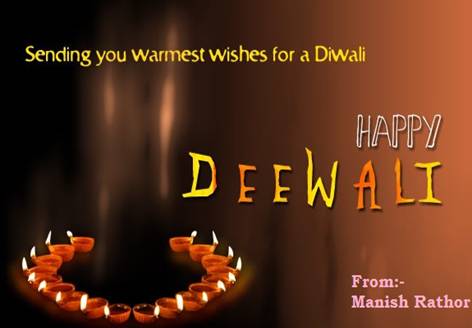 Sending you warmest wishes for a Diwali
HAPPY
DEEWALI
From:-
Manish Rathor